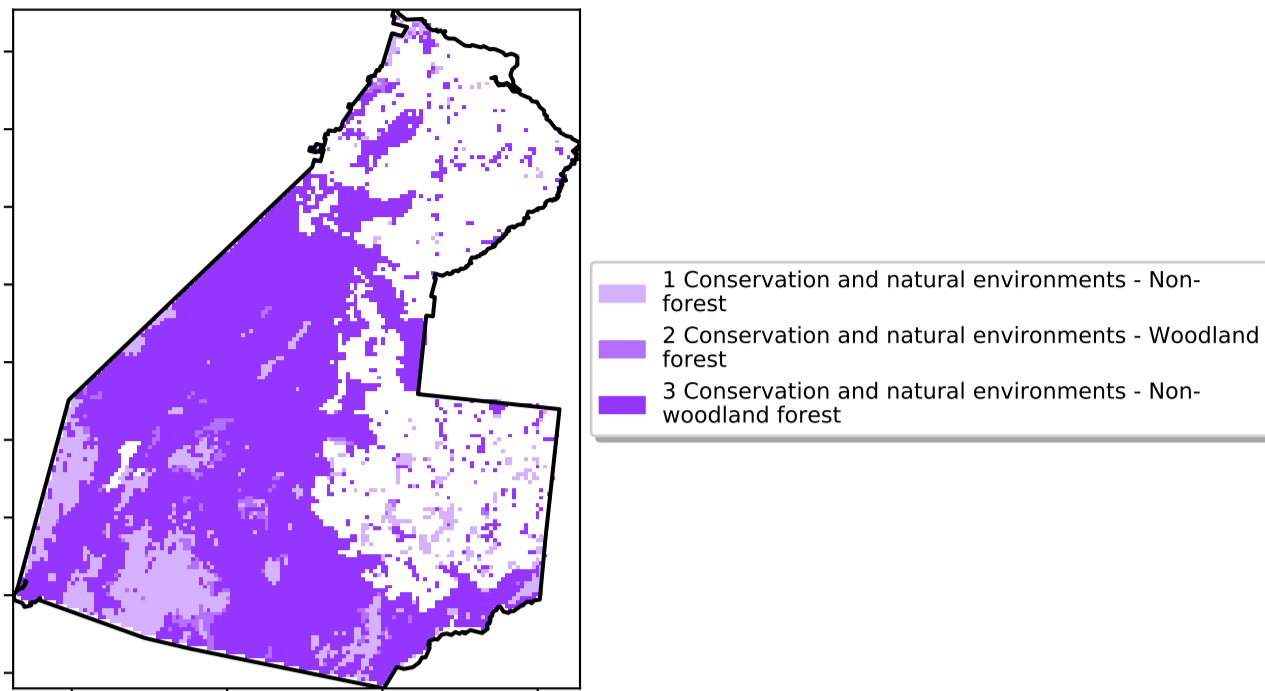 1 Conservation and natural environments - Non-
forest
2 Conservation and natural environments - Woodland
forest
3 Conservation and natural environments - Non-
woodland forest